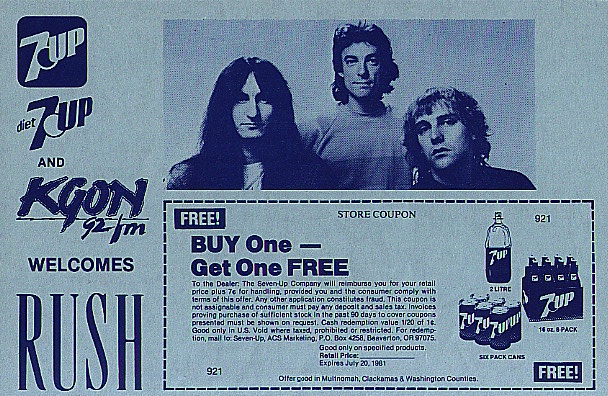 7UP
diet 7UP
AND
KGON
92/fm
WELCOMES
RUSH
FREE!
STORE COUPON
921
BUY One —
Get One FREE
To the Dealer: The Seven-Up Company will reimburse you for your retail
price plus 7¢ for handling, provided you and the consumer comply with
terms of this offer. Any other application constitutes fraud. This coupon is
not assignable and consumer must pay any deposit and sales tax. Invoices
proving purchase of sufficient stock in the past 90 days to cover coupons
presented must be shown on request. Cash redemption value 1/20 of 1¢.
Good only in U.S. Void where taxed, prohibited or restricted. For redemp-
tion, mail to: Seven-Up, ACS Marketing, P.O. Box 4258, Beaverton, OR 97075.
Good only on specified products.
Retail Price:
Expires July 20, 1981
921
Offer good in Multnomah, Clackamas & Washington Counties.
7UP
2 LITRE
7UP
16 oz. 8-PACK
7UP 7UP 7UP
SIX PACK CANS
FREE!